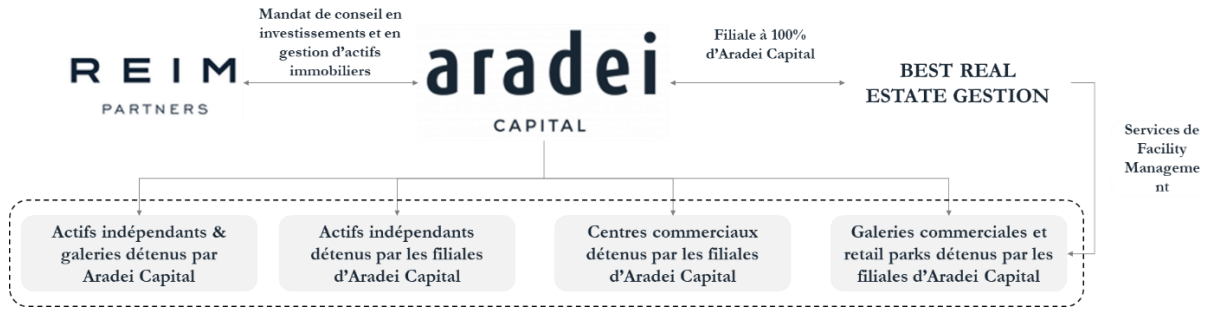 Mandat de conseil en
investissements et en
gestion d'actifs
immobiliers
REIM
PARTNERS
aradei
CAPITAL
Filiale à 100%
d'Aradei Capital
BEST REAL
ESTATE GESTION
Services de
Facility
Manageme
nt
Actifs indépendants &
galeries détenus par
Aradei Capital
Actifs indépendants
détenus par les filiales
d'Aradei Capital
Centres commerciaux
détenus par les filiales
d'Aradei Capital
Galeries commerciales et
retail parks détenus par les
filiales d'Aradei Capital